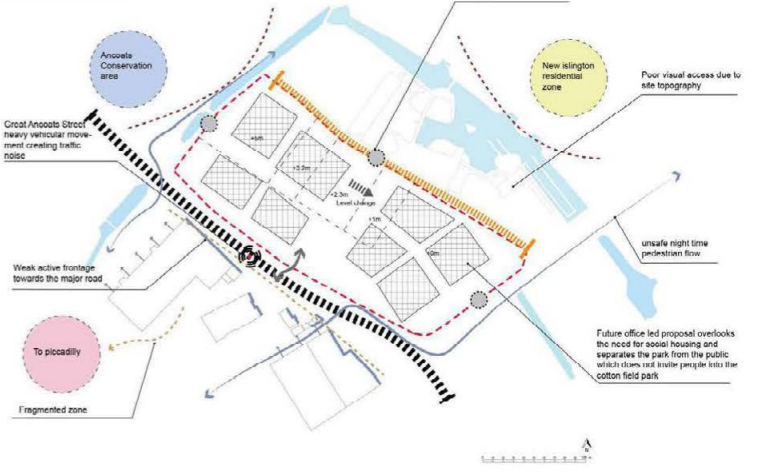 Ancoats
Conservation
area
New islington
residential
zone
Poor visual access due to
site topography
Great Ancoats Street
heavy vehicular move-
ment creating traffic
noise
+3.2m
+2.3m
Level change
+1m
unsafe night time
pedestrian flow
Weak active frontage
towards the major road
To piccadilly
Fragmented zone
Future office led proposal overlooks
the need for social housing and
separates the park from the public
which does not invite people into the
cotton field park
N